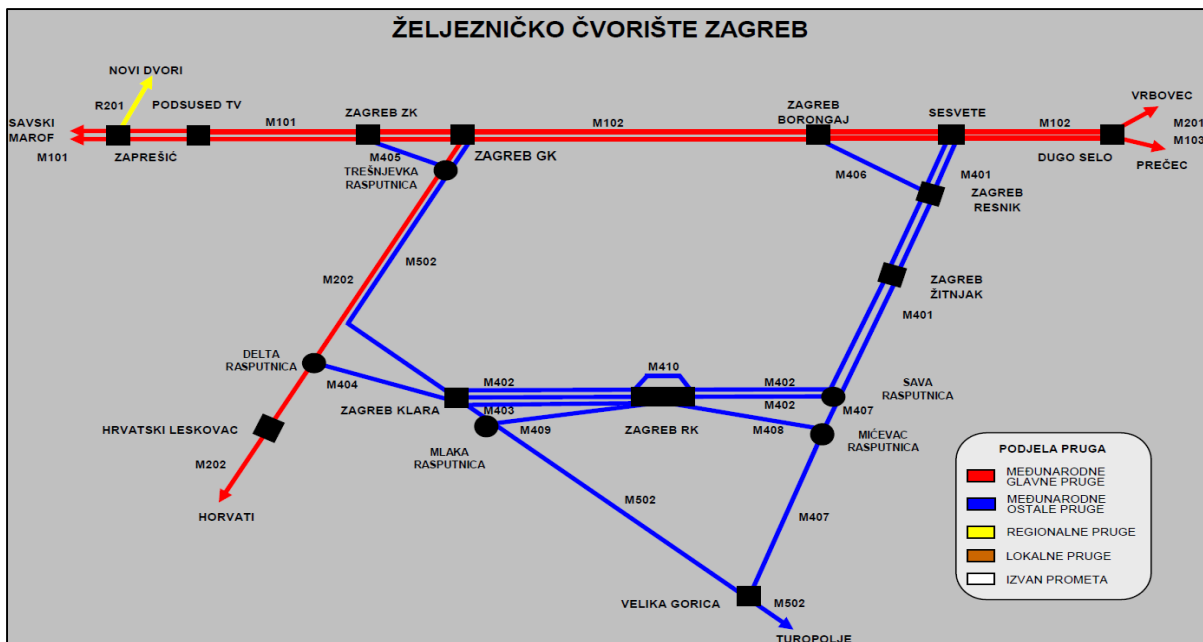 ŽELJEZNIČKO ČVORIŠTE ZAGREB
NOVI DVORI
R201
PODSUSED TV
SAVSKI
MAROF
M101
ZAPREŠIĆ
M101
ZAGREB ZK
M405
TREŠNJEVKA
RASPUTNICA
ZAGREB GK
M102
ZAGREB
BORONGAJ
SESVETE
M102
VRBOVEC
M201
M103
PREČEC
DUGO SELO
M406
M401
ZAGREB
RESNIK
ZAGREB
ŽITNJAK
M401
M202
M502
DELTA
RASPUTNICA
M404
HRVATSKI LESKOVAC
M202
HORVATI
ZAGREB KLARA
M402
M403
M409
MLAKA
RASPUTNICA
M410
ZAGREB RK
M402
M402
M408
SAVA
RASPUTNICA
M407
MIĆEVAC
RASPUTNICA
M502
M407
VELIKA GORICA
M502
TUROPOLJE
PODJELA PRUGA
MEĐUNARODNE
GLAVNE PRUGE
MEĐUNARODNE
OSTALE PRUGE
REGIONALNE PRUGE
LOKALNE PRUGE
IZVAN PROMETA